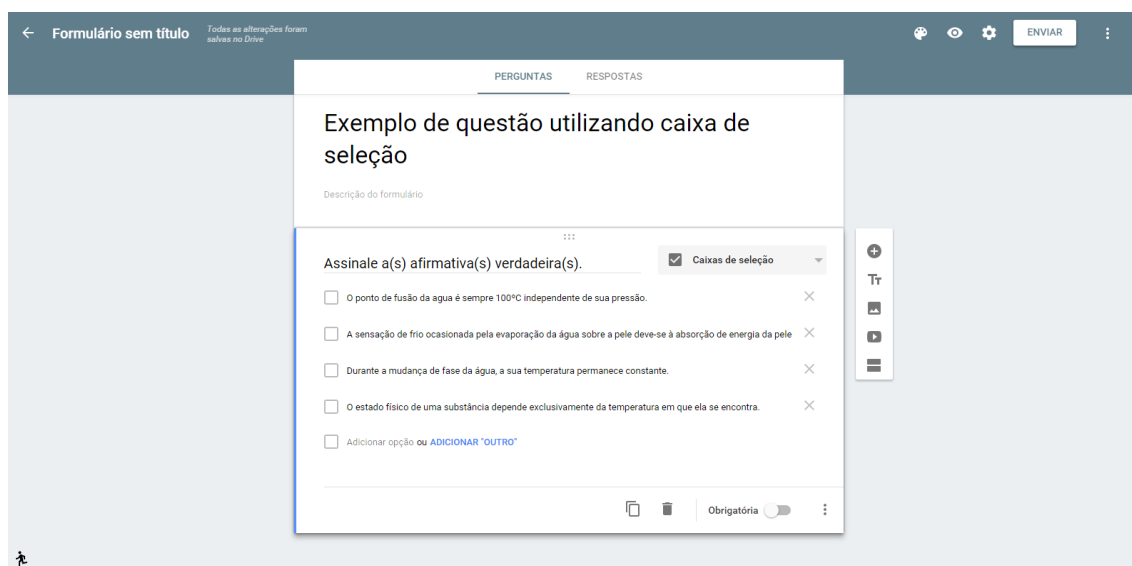 Formulário sem título
Todas as alterações foram
salvas no Drive
ENVIAR
PERGUNTAS RESPOSTAS
Exemplo de questão utilizando caixa de
seleção
Descrição do formulário
Assinale a(s) afirmativa(s) verdadeira(s).
Caixas de seleção
O ponto de fusão da agua é sempre 100ºC independente de sua pressão.
A sensação de frio ocasionada pela evaporação da água sobre a pele deve-se à absorção de energia da pele
Durante a mudança de fase da água, a sua temperatura permanece constante.
O estado físico de uma substância depende exclusivamente da temperatura em que ela se encontra.
Adicionar opção ou ADICIONAR "OUTRO"
Obrigatória